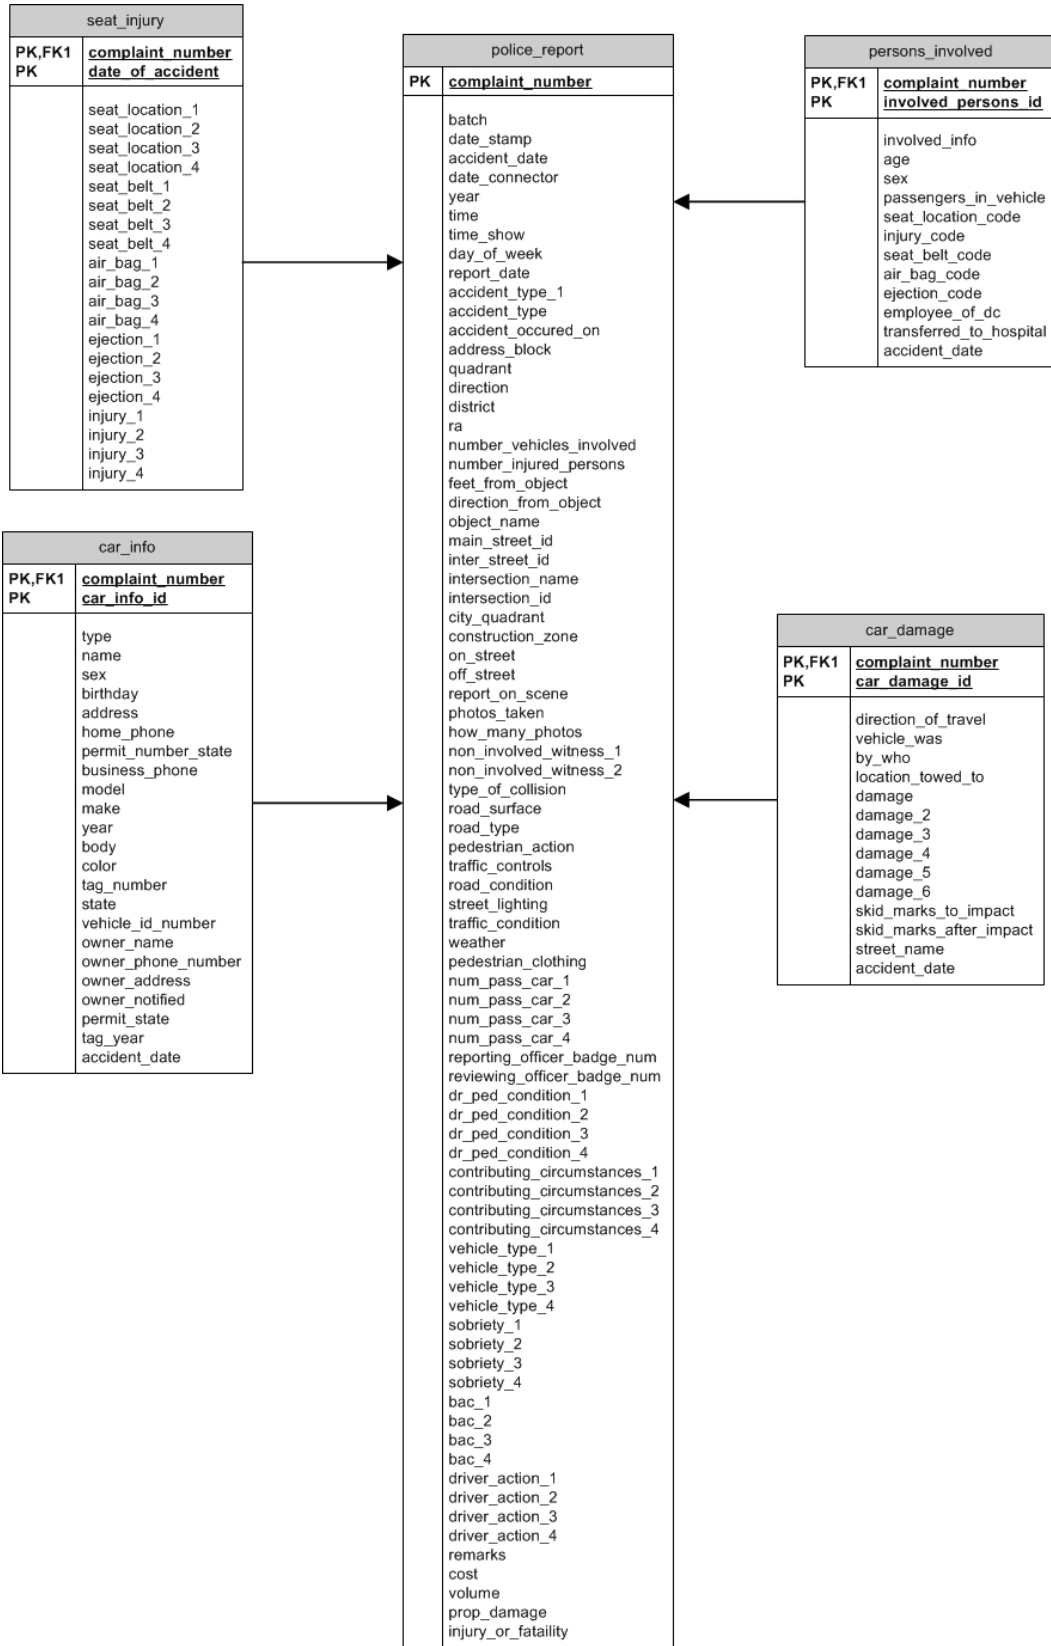 seat_injury
PK,FK1 complaint_number
PK date_of_accident
seat_location_1
seat_location_2
seat_location_3
seat_location_4
seat_belt_1
seat_belt_2
seat_belt_3
seat_belt_4
air_bag_1
air_bag_2
air_bag_3
air_bag_4
ejection_1
ejection_2
ejection_3
ejection_4
injury_1
injury_2
injury_3
injury_4
car_info
PK,FK1 complaint_number
PK car_info_id
type
name
sex
birthday
address
home_phone
permit_number_state
business_phone
model
make
year
body
color
tag_number
state
vehicle_id_number
owner_name
owner_phone_number
owner_address
owner_notified
permit_state
tag_year
accident_date
police_report
PK complaint_number
batch
date_stamp
accident_date
date_connector
year
time
time_show
day_of_week
report_date
accident_type_1
accident_type
accident_occured_on
address_block
quadrant
direction
district
ra
number_vehicles_involved
number_injured_persons
feet_from_object
direction_from_object
object_name
main_street_id
inter_street_id
intersection_name
intersection_id
city_quadrant
construction_zone
on_street
off_street
report_on_scene
photos_taken
how_many_photos
non_involved_witness_1
non_involved_witness_2
type_of_collision
road_surface
road_type
pedestrian_action
traffic_controls
road_condition
street_lighting
traffic_condition
weather
pedestrian_clothing
num_pass_car_1
num_pass_car_2
num_pass_car_3
num_pass_car_4
reporting_officer_badge_num
reviewing_officer_badge_num
dr_ped_condition_1
dr_ped_condition_2
dr_ped_condition_3
dr_ped_condition_4
contributing_circumstances_1
contributing_circumstances_2
contributing_circumstances_3
contributing_circumstances_4
vehicle_type_1
vehicle_type_2
vehicle_type_3
vehicle_type_4
sobriety_1
sobriety_2
sobriety_3
sobriety_4
bac_1
bac_2
bac_3
bac_4
driver_action_1
driver_action_2
driver_action_3
driver_action_4
remarks
cost
volume
prop_damage
injury_or_fataility
persons_involved
PK,FK1 complaint_number
PK involved_persons_id
involved_info
age
sex
passengers_in_vehicle
seat_location_code
injury_code
seat_belt_code
air_bag_code
ejection_code
employee_of_dc
transferred_to_hospital
accident_date
car_damage
PK,FK1 complaint_number
PK car_damage_id
direction_of_travel
vehicle_was
by_who
location_towed_to
damage
damage_2
damage_3
damage_4
damage_5
damage_6
skid_marks_to_impact
skid_marks_after_impact
street_name
accident_date